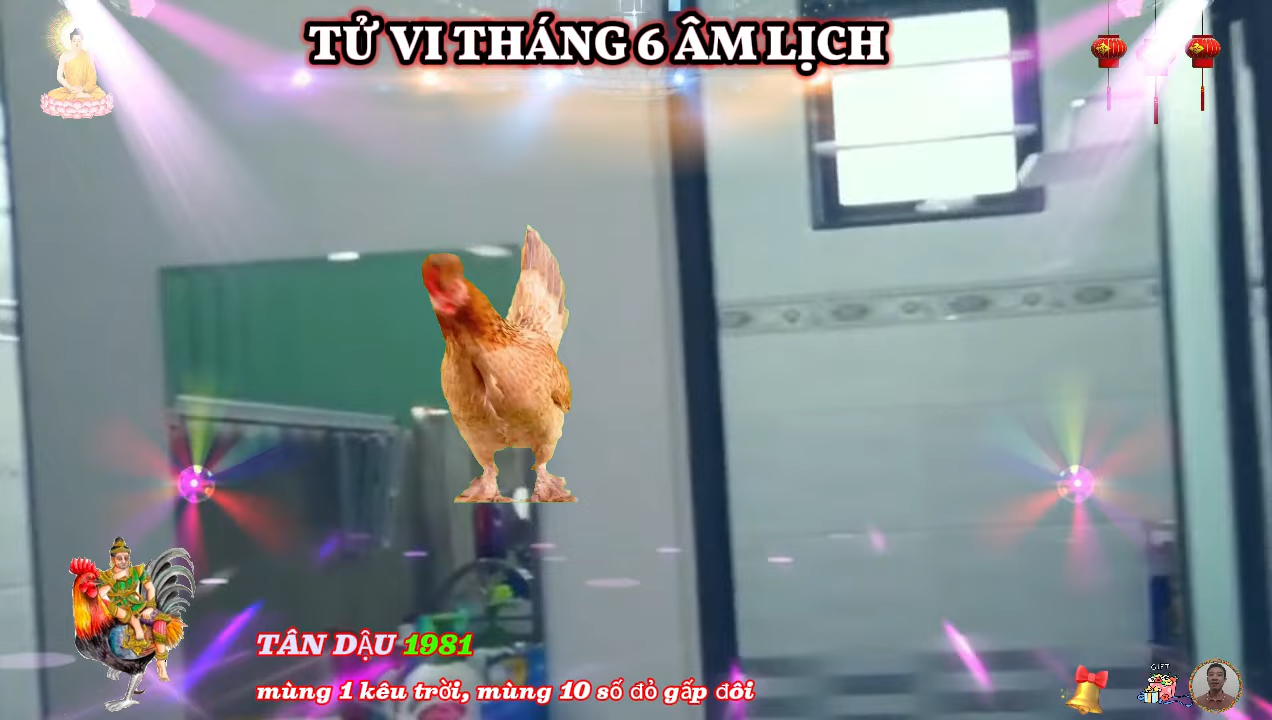 TỬ VI THÁNG 6 ÂM LỊCH
TÂN DẬU 1981
mùng 1 kêu trời, mùng 10 số đỏ gấp đôi
GIFT